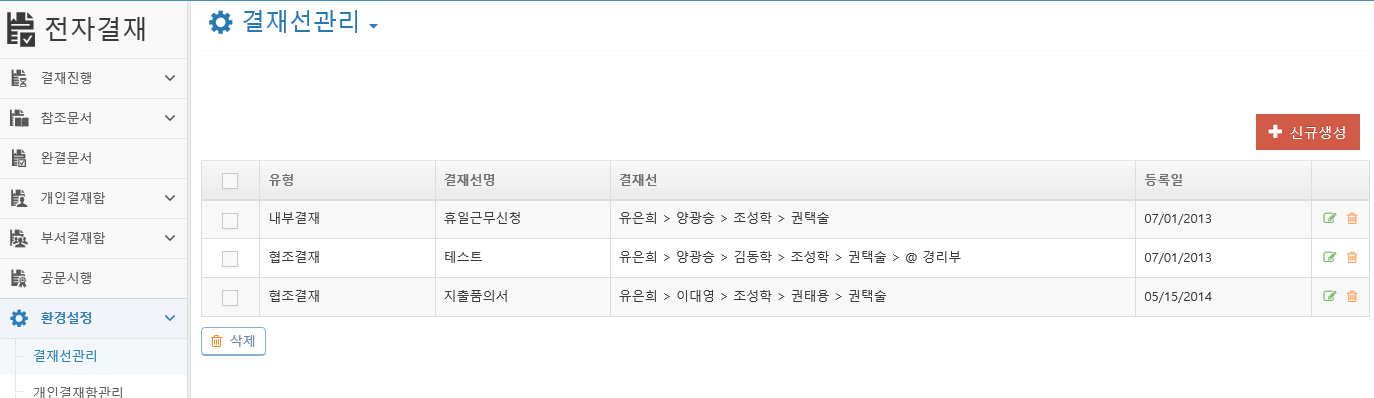 전자결재
결재진행
참조문서
완결문서
개인결재함
부서결재함
공문시행
환경설정
결재선관리
개인결재함관리
결재선관리
신규생성
유형 결재선명 결재선 등록일
내부결재 휴일근무신청 유은희 > 양광승 > 조성학 > 권택술 07/01/2013
협조결재 테스트 유은희 > 양광승 > 김동학 > 조성학 > 권택술 > @ 경리부 07/01/2013
협조결재 지출품의서 유은희 > 이대영 > 조성학 > 권태용 > 권택술 05/15/2014
삭제